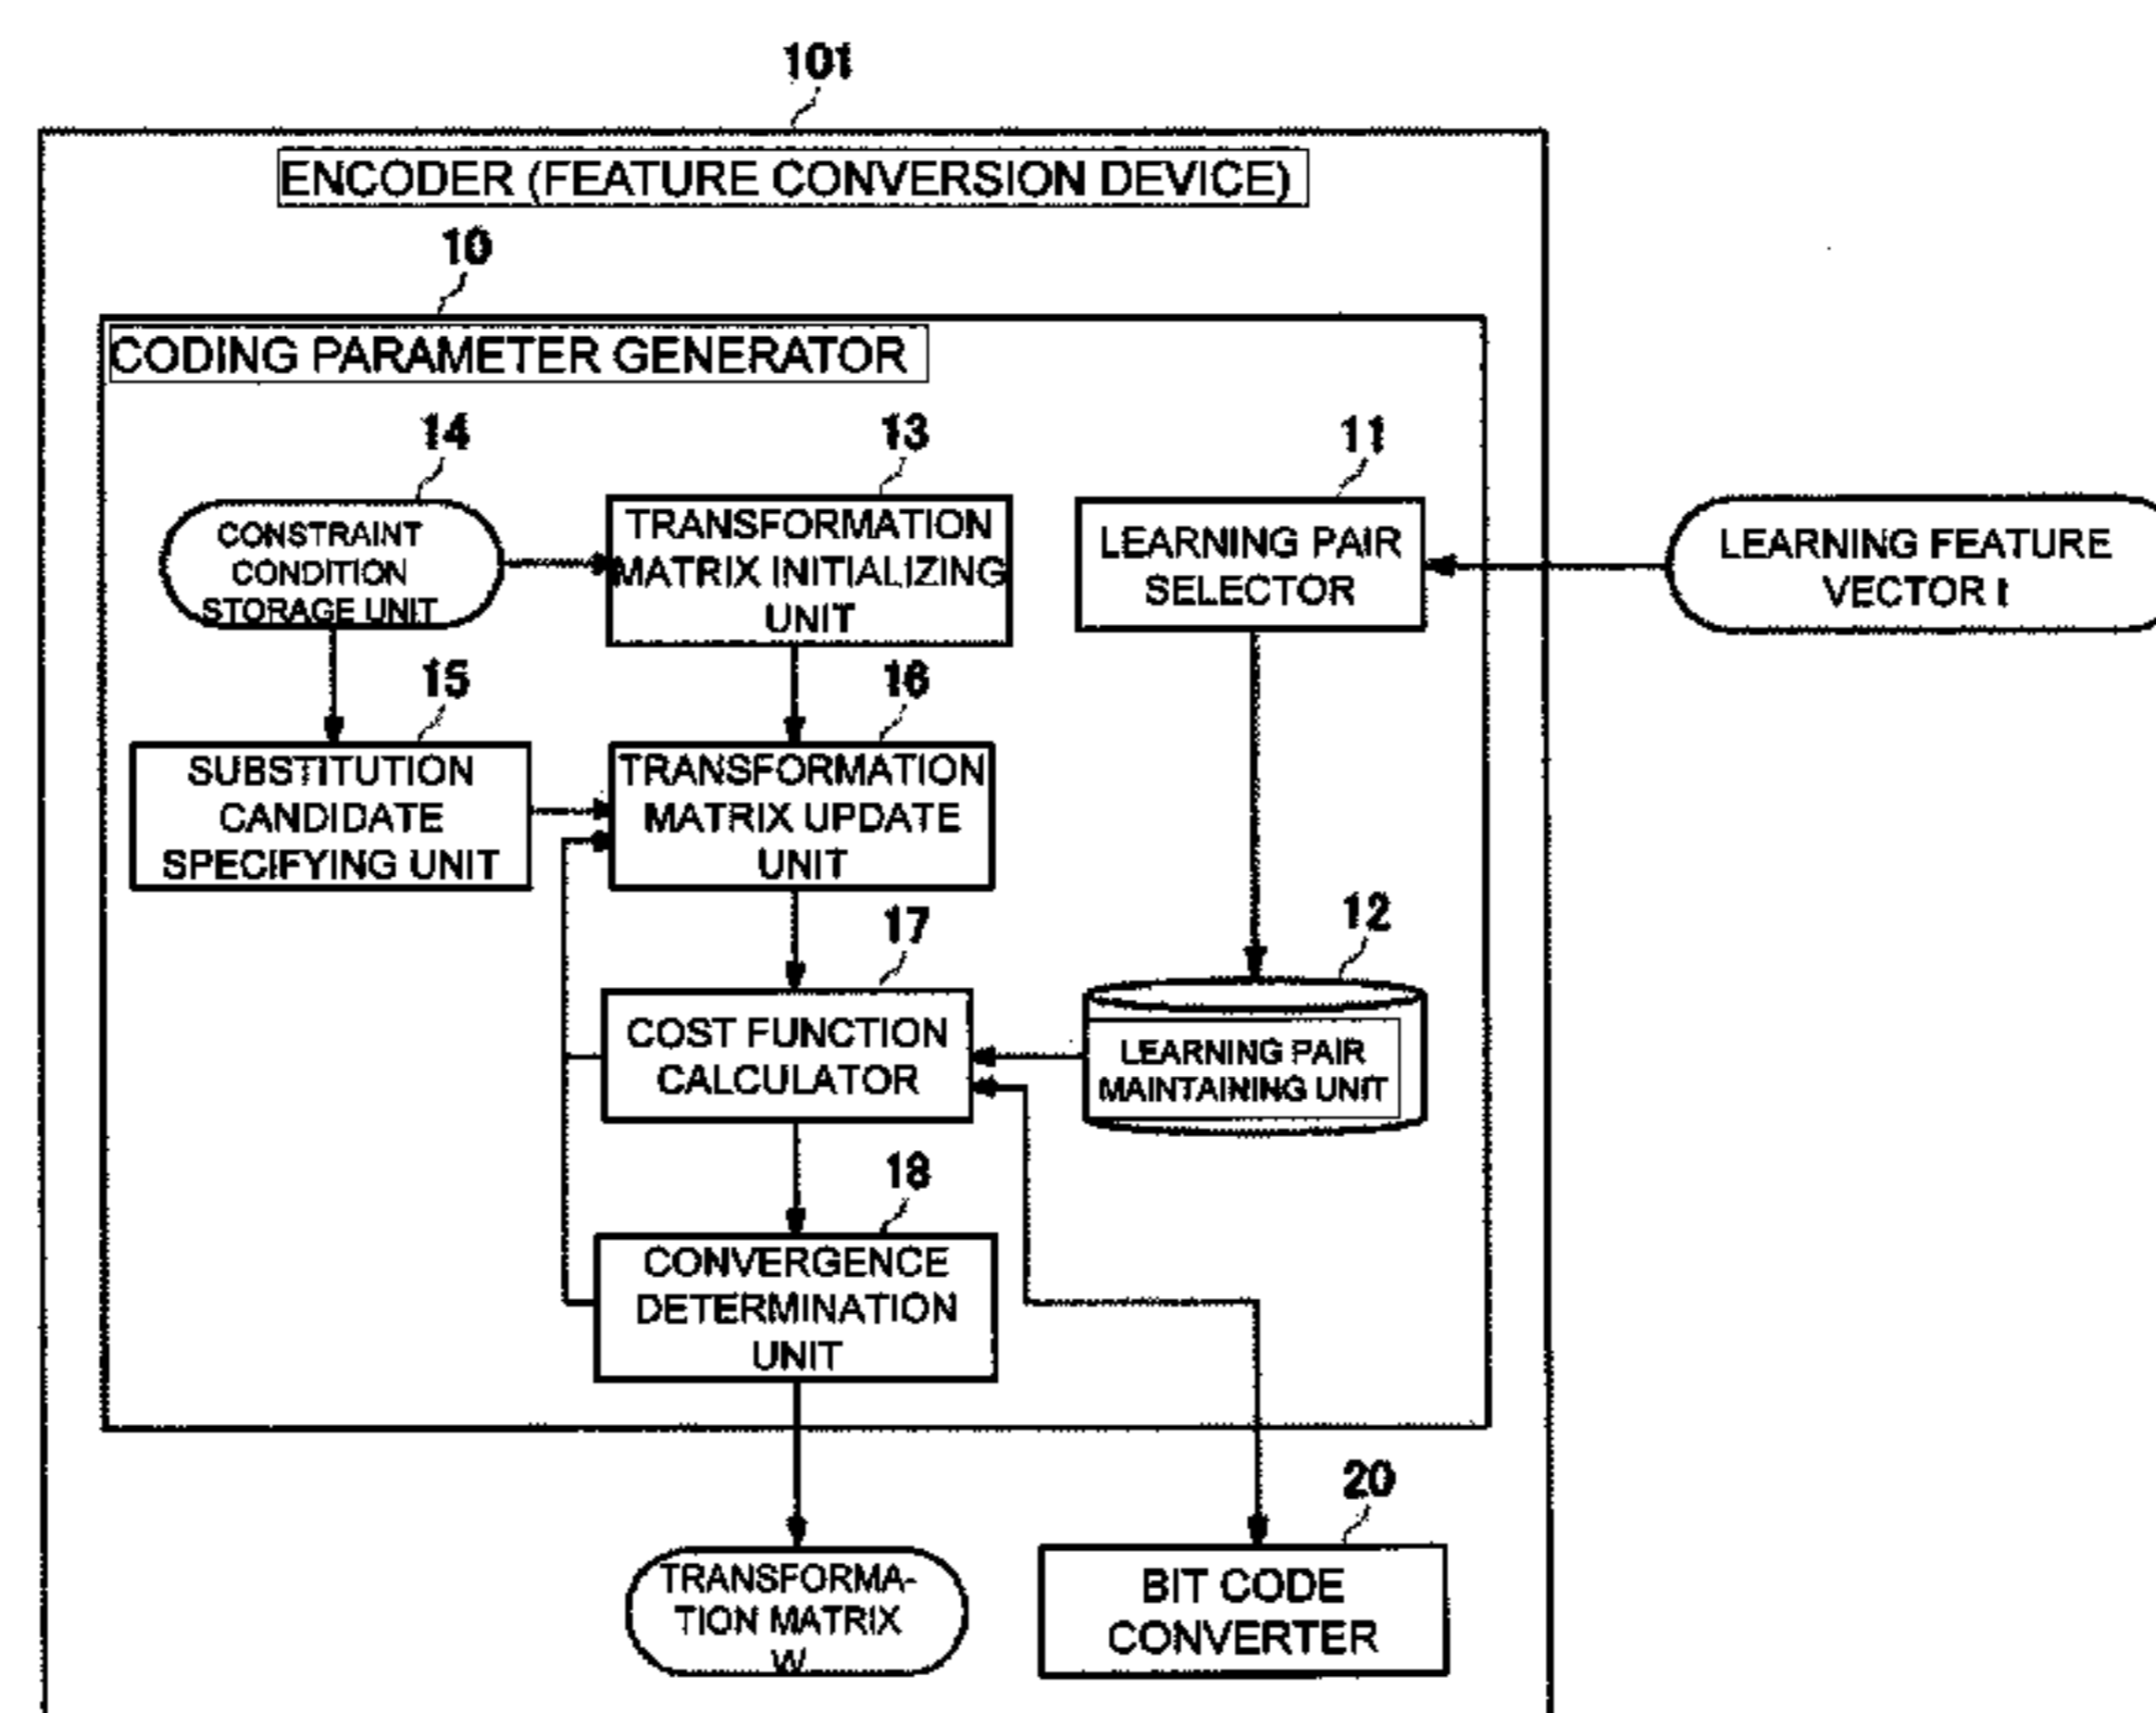 101
ENCODER (FEATURE CONVERSION DEVICE)
10
CODING PARAMETER GENERATOR
14
13
11
CONSTRAINT
CONDITION
STORAGE UNIT
TRANSFORMATION
MATRIX INITIALIZING
UNIT
LEARNING PAIR
SELECTOR
LEARNING FEATURE
VECTOR t
15
16
SUBSTITUTION
CANDIDATE
SPECIFYING UNIT
TRANSFORMATION
MATRIX UPDATE
UNIT
17
12
COST FUNCTION
CALCULATOR
LEARNING PAIR
MAINTAINING UNIT
18
CONVERGENCE
DETERMINATION
UNIT
20
TRANSFORMA-
TION MATRIX
W
BIT CODE
CONVERTER